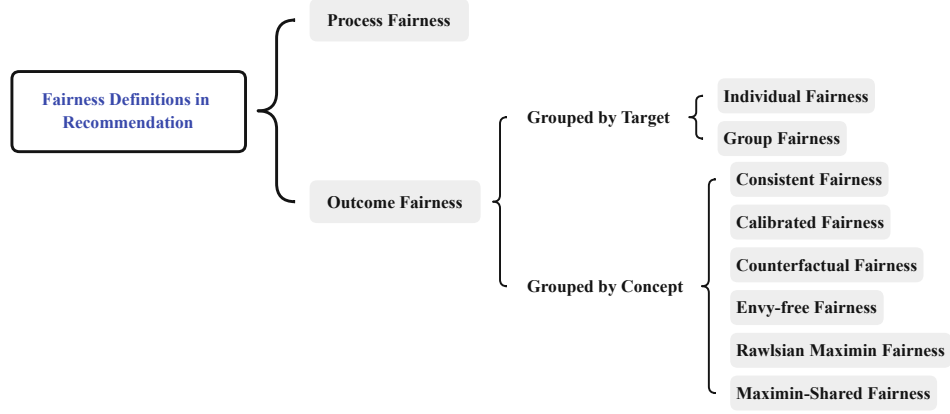 Process Fairness
Fairness Definitions in
Recommendation
Individual Fairness
Grouped by Target
Group Fairness
Consistent Fairness
Outcome Fairness
Calibrated Fairness
Counterfactual Fairness
Grouped by Concept
Envy-free Fairness
Rawlsian Maximin Fairness
Maximin-Shared Fairness